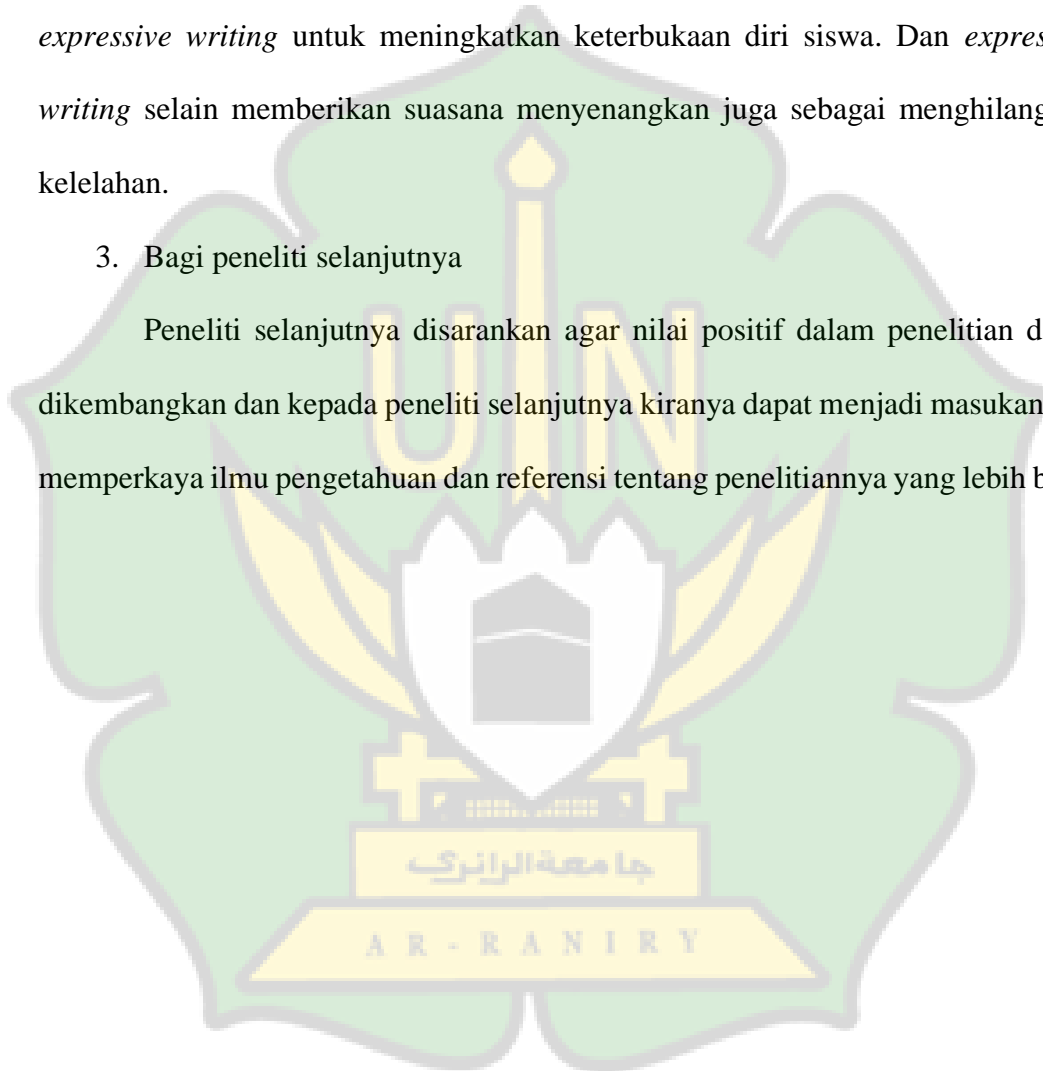 expressive writing untuk meningkatkan keterbukaan diri siswa. Dan expres
writing selain memberikan suasana menyenangkan juga sebagai menghilang
kelelahan.
3. Bagi peneliti selanjutnya
Peneliti selanjutnya disarankan agar nilai positif dalam penelitian d
dikembangkan dan kepada peneliti selanjutnya kiranya dapat menjadi masukan
memperkaya ilmu pengetahuan dan referensi tentang penelitiannya yang lebih b
UIN
جامعةالرانري
AR-RANIRY